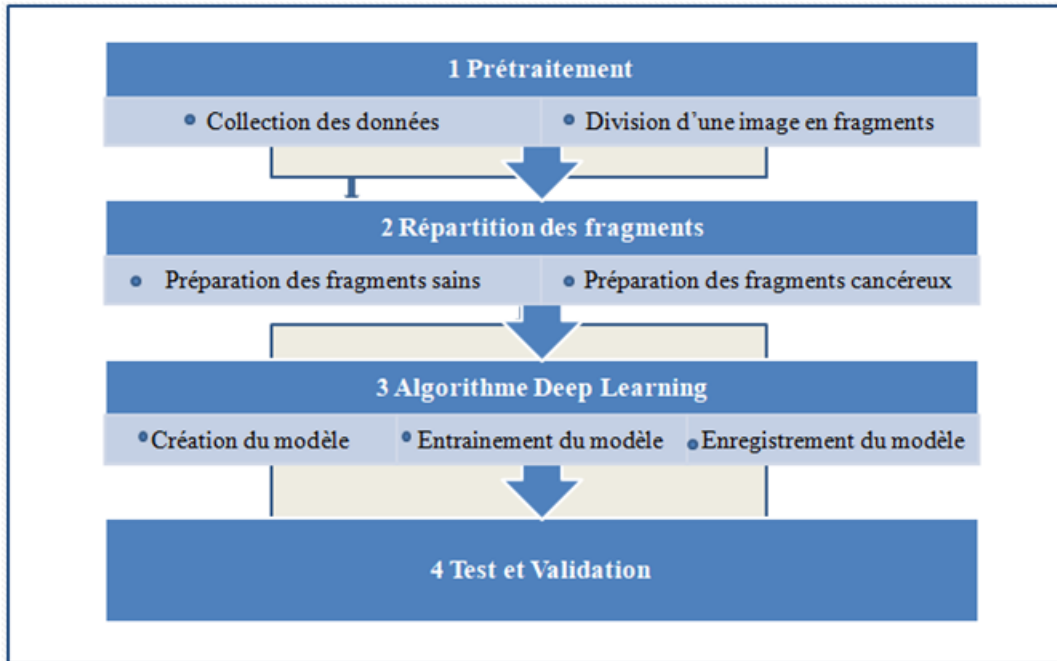 1 Prétraitement
• Collection des données
• Division d'une image en fragments
2 Répartition des fragments
• Préparation des fragments sains
• Préparation des fragments cancéreux
3 Algorithme Deep Learning
• Création du modèle
• Entrainement du modèle
• Enregistrement du modèle
4 Test et Validation